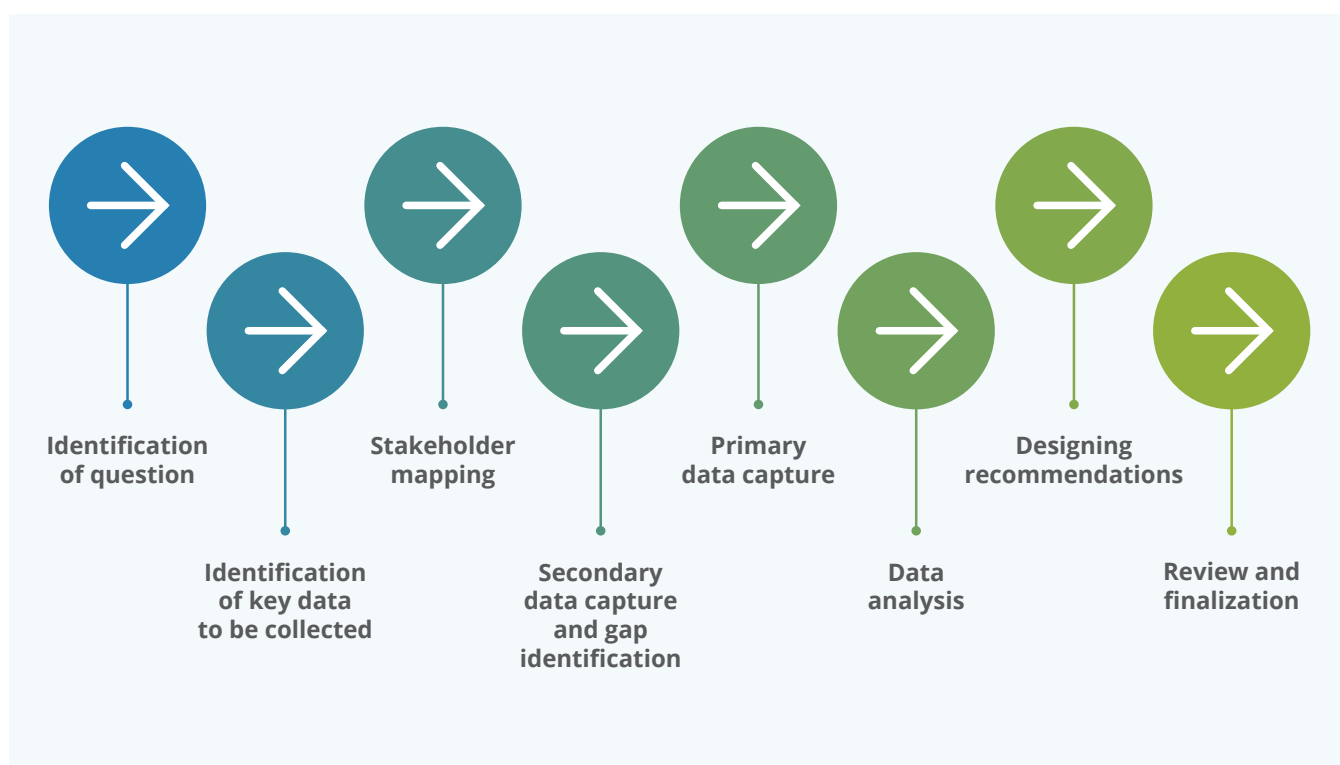 Identification
of question
Identification
of key data
to be collected
Stakeholder
mapping
Secondary
data capture
and gap
identification
Primary
data capture
Data
analysis
Designing
recommendations
Review and
finalization